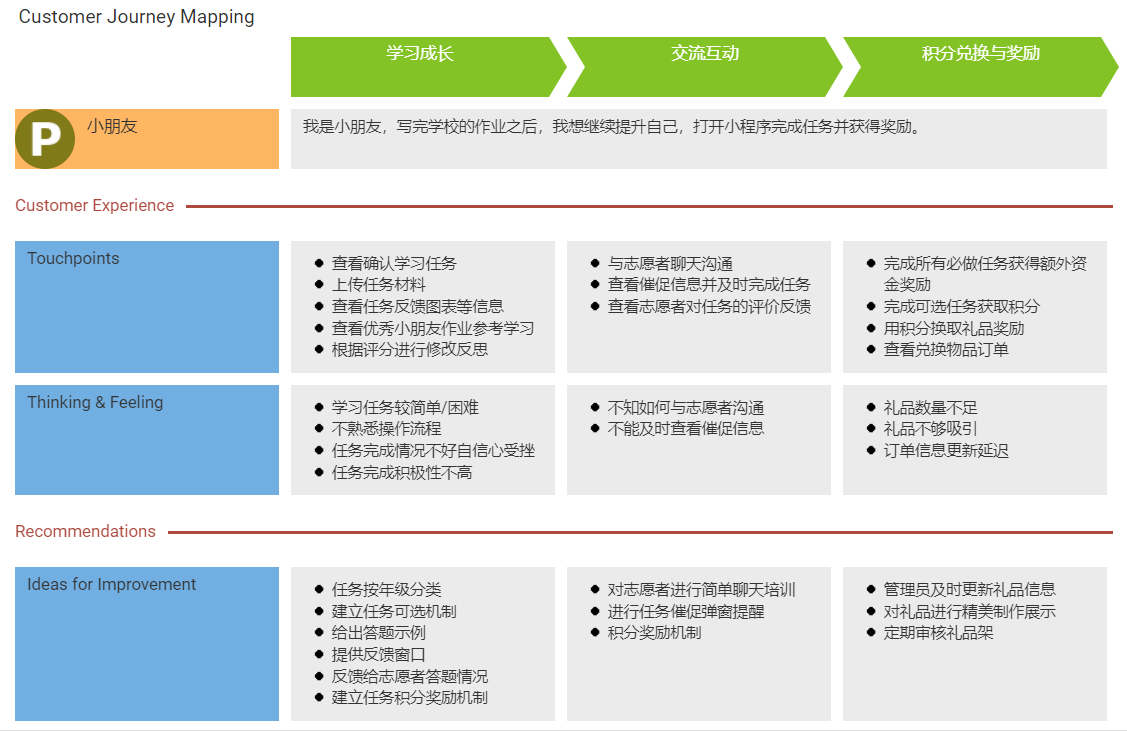 Customer Journey Mapping
学习成长
交流互动
积分兑换与奖励
P
小朋友
我是小朋友，写完学校的作业之后，我想继续提升自己，打开小程序完成任务并获得奖励。
Customer Experience
Touchpoints
查看确认学习任务
上传任务材料
查看任务反馈图表等信息
查看优秀小朋友作业参考学习
根据评分进行修改反思
与志愿者聊天沟通
查看催促信息并及时完成任务
查看志愿者对任务的评价反馈
完成所有必做任务获得额外资
金奖励
完成可选任务获取积分
用积分换取礼品奖励
查看兑换物品订单
Thinking & Feeling
学习任务较简单/困难
不熟悉操作流程
任务完成情况不好自信心受挫
任务完成积极性不高
不知如何与志愿者沟通
不能及时查看催促信息
礼品数量不足
礼品不够吸引
订单信息更新延迟
Recommendations
Ideas for Improvement
任务按年级分类
建立任务可选机制
给出答题示例
提供反馈窗口
反馈给志愿者答题情况
建立任务积分奖励机制
对志愿者进行简单聊天培训
进行任务催促弹窗提醒
积分奖励机制
管理员及时更新礼品信息
对礼品进行精美制作展示
定期审核礼品架